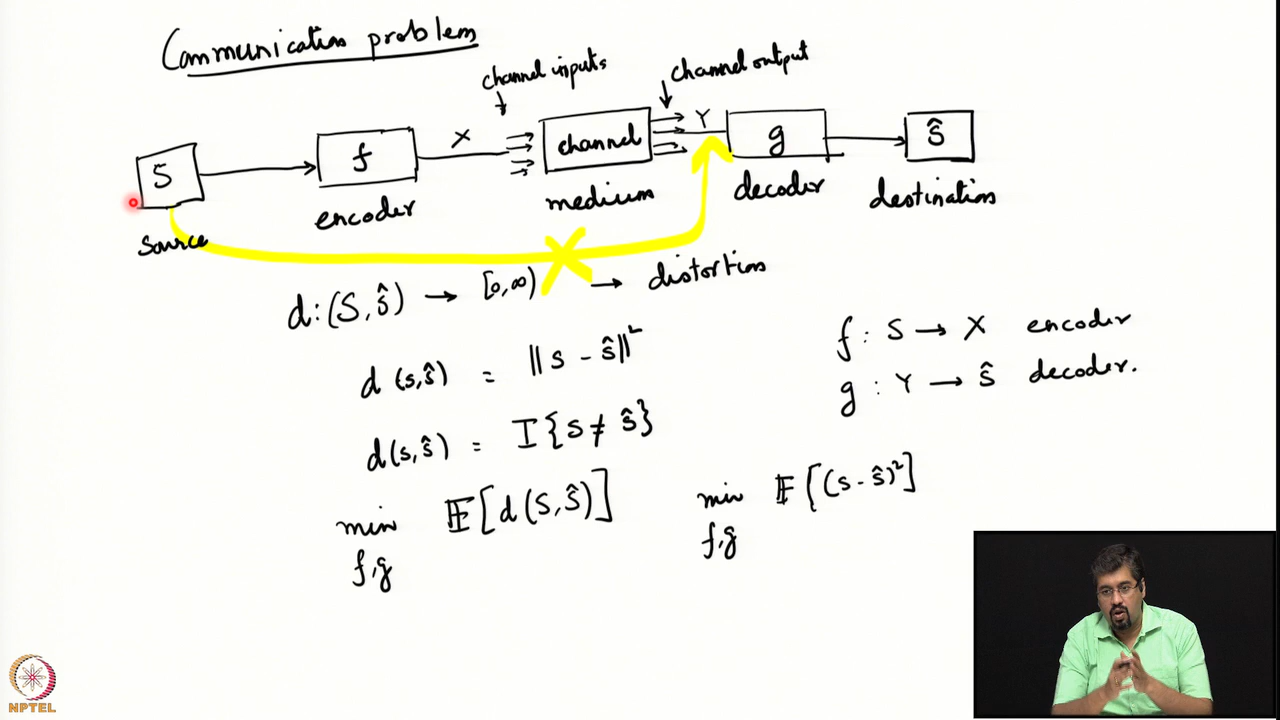 Communication problem
channel inputs
channel output
S
f
X
channel
Y
g
ŝ
source
encoder
medium
decoder
destination
d : (S, ŝ) → [0, ∞) → distortion
d (s, ŝ) = || s - ŝ ||²
f : S → X encoder
g : Y → ŝ decoder.
d(s, ŝ) = I{s ≠ ŝ}
min f,g 𝔼[d(S, ŝ)]
min f,g 𝔼[(s - ŝ)²]
NPTEL